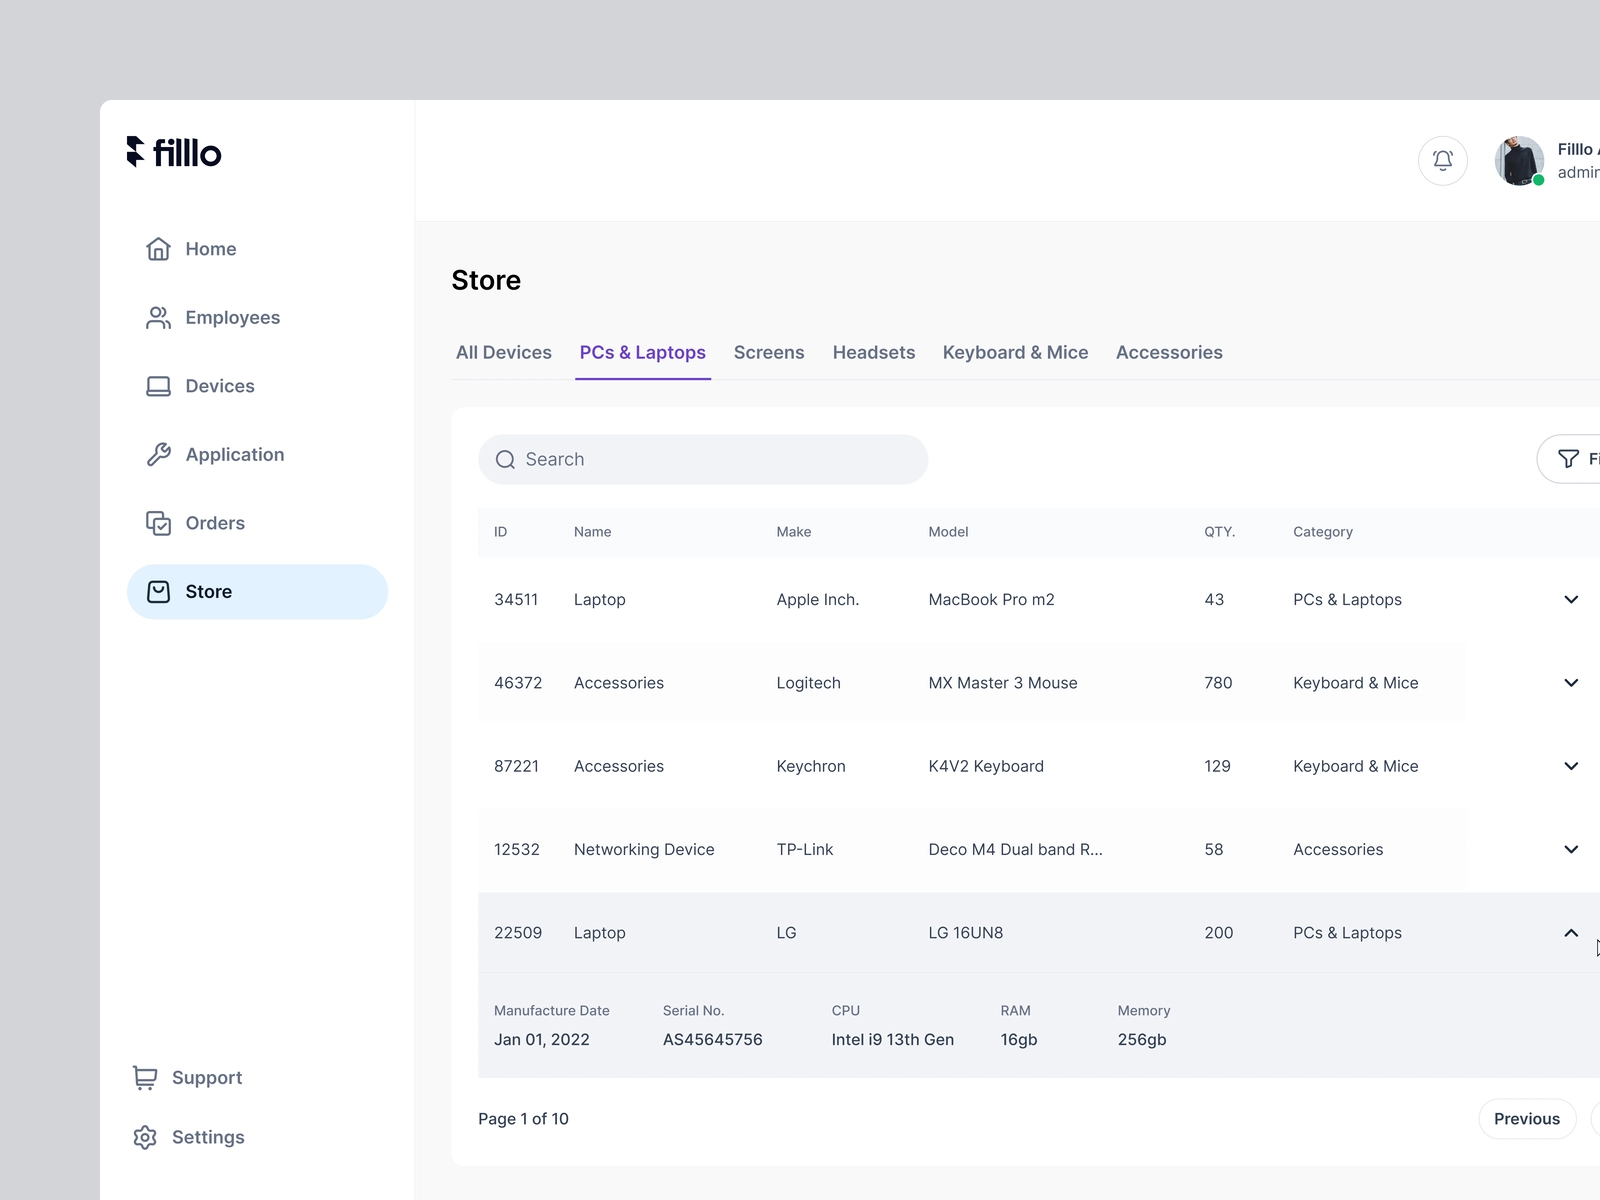 filllo
Filllo
admin
Home
Employees
Devices
Application
Orders
Store
Support
Settings
Store
All Devices PCs & Laptops Screens Headsets Keyboard & Mice Accessories
Search
ID Name Make Model QTY. Category
34511 Laptop Apple Inch. MacBook Pro m2 43 PCs & Laptops
46372 Accessories Logitech MX Master 3 Mouse 780 Keyboard & Mice
87221 Accessories Keychron K4V2 Keyboard 129 Keyboard & Mice
12532 Networking Device TP-Link Deco M4 Dual band R... 58 Accessories
22509 Laptop LG LG 16UN8 200 PCs & Laptops
Manufacture Date Serial No. CPU RAM Memory
Jan 01, 2022 AS45645756 Intel i9 13th Gen 16gb 256gb
Page 1 of 10 Previous